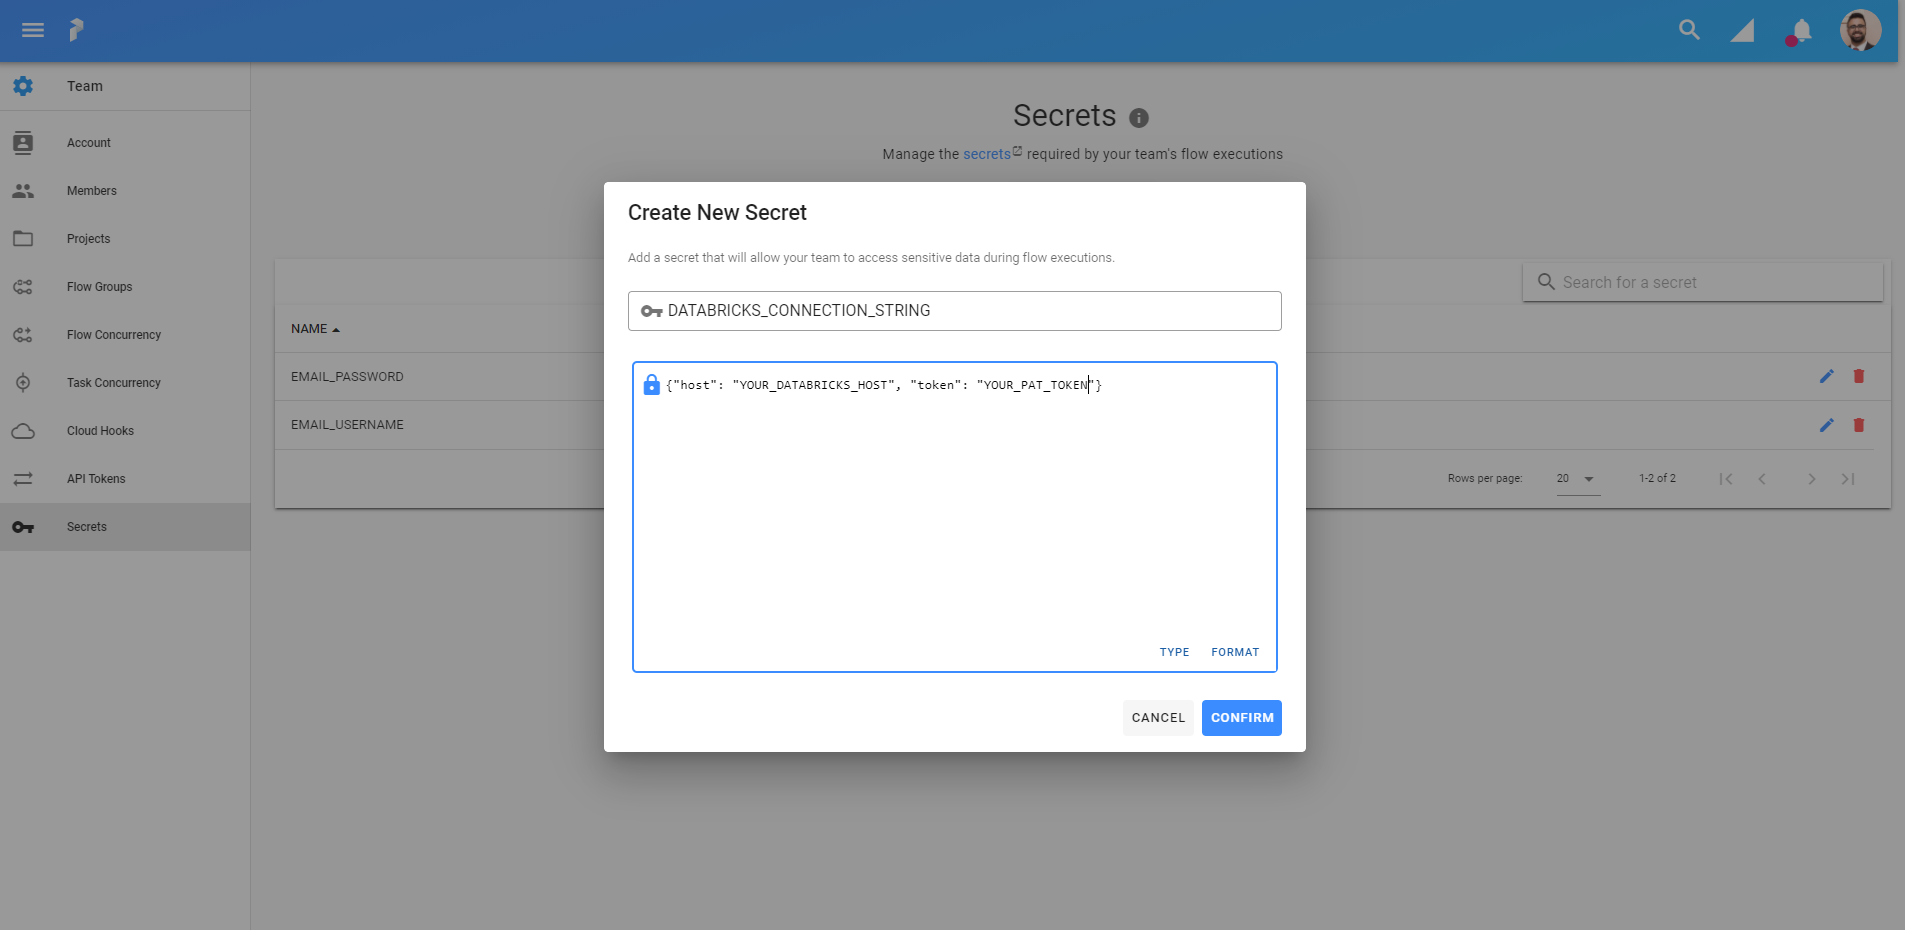 Team
Account
Members
Projects
Flow Groups
Flow Concurrency
Task Concurrency
Cloud Hooks
API Tokens
Secrets
Secrets
Manage the secrets required by your team's flow executions
Search for a secret
NAME
EMAIL_PASSWORD
EMAIL_USERNAME
Rows per page: 20 1-2 of 2
Create New Secret
Add a secret that will allow your team to access sensitive data during flow executions.
DATABRICKS_CONNECTION_STRING
{"host": "YOUR_DATABRICKS_HOST", "token": "YOUR_PAT_TOKEN"}
TYPE FORMAT
CANCEL CONFIRM